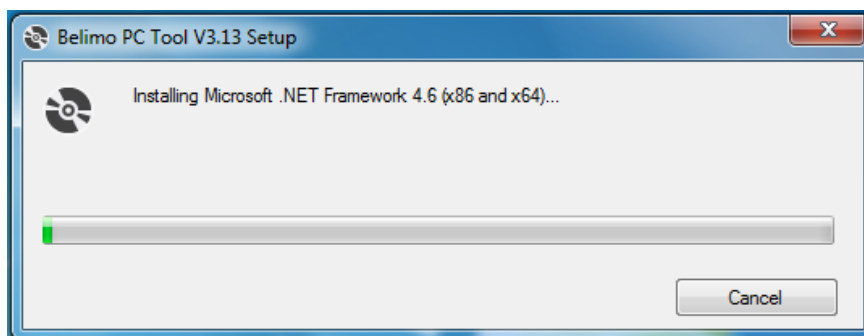 Belimo PC Tool V3.13 Setup
Installing Microsoft .NET Framework 4.6 (x86 and x64)...
Cancel